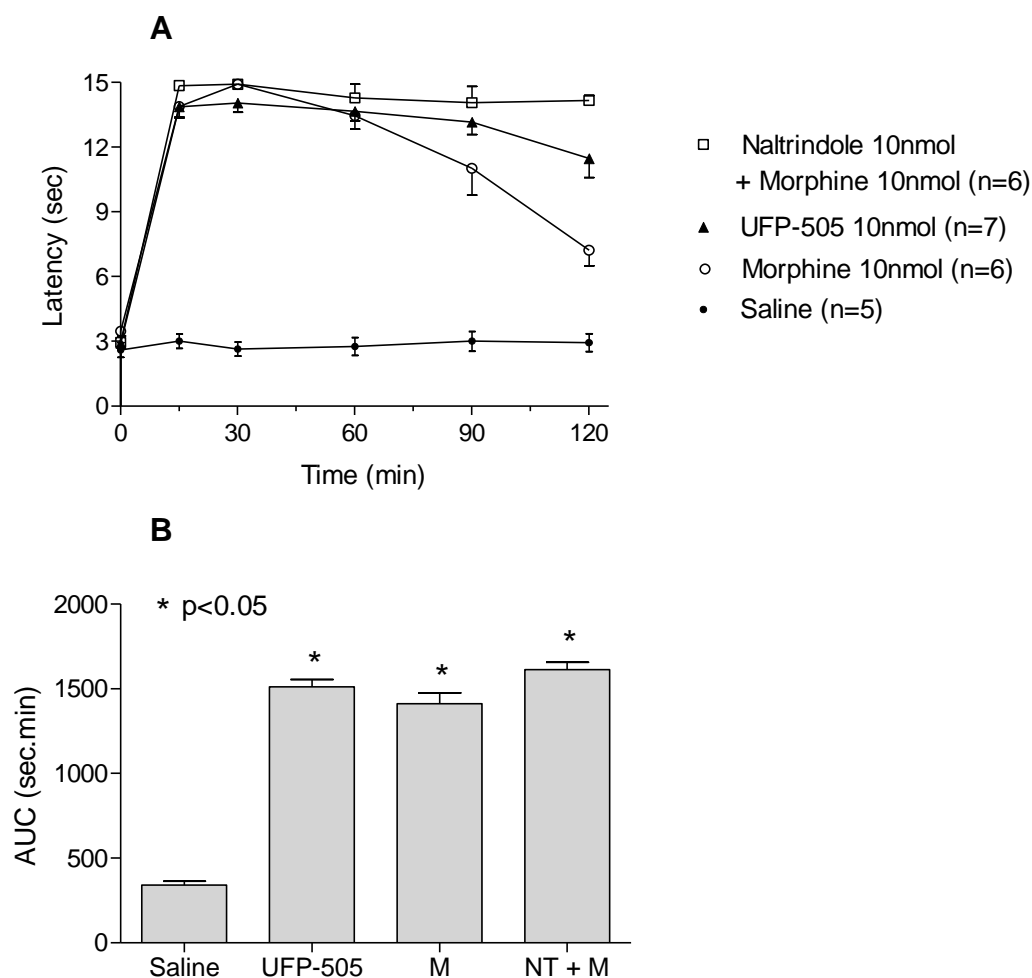 A
15
12
9
6
3
0
Latency (sec)
0 30 60 90 120
Time (min)
Naltrindole 10nmol
+ Morphine 10nmol (n=6)
UFP-505 10nmol (n=7)
Morphine 10nmol (n=6)
Saline (n=5)
B
* p<0.05
2000
1500
1000
500
0
AUC (sec.min)
* * *
Saline UFP-505 M NT + M